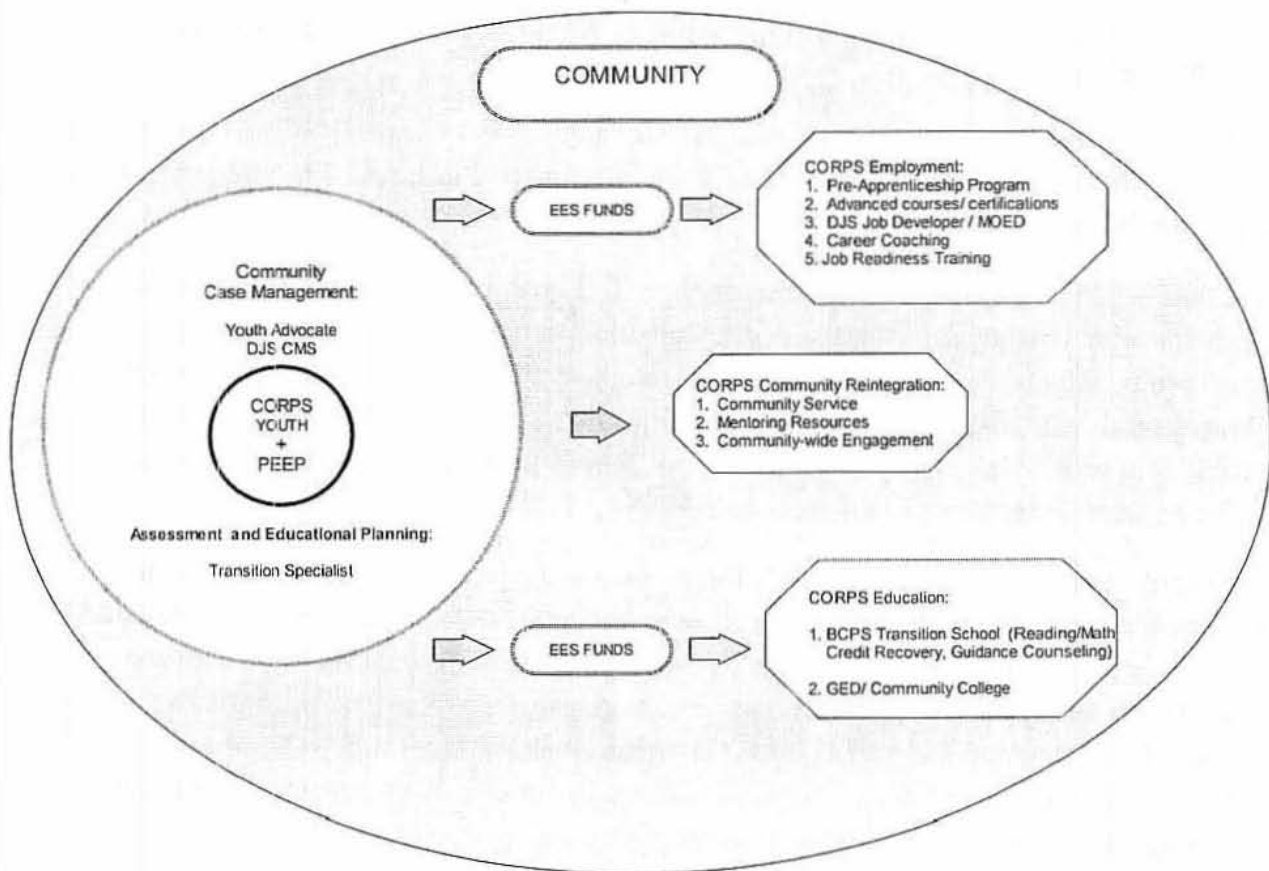 COMMUNITY
EES FUNDS
CORPS Employment:
1. Pre-Apprenticeship Program
2. Advanced courses/ certifications
3. DJS Job Developer / MOED
4. Career Coaching
5. Job Readiness Training
Community
Case Management:
Youth Advocate
DJS CMS
CORPS
YOUTH
+
PEEP
Assessment and Educational Planning:
Transition Specialist
CORPS Community Reintegration:
1. Community Service
2. Mentoring Resources
3. Community-wide Engagement
EES FUNDS
CORPS Education:
1. BCPS Transition School (Reading/Math
Credit Recovery, Guidance Counseling)
2. GED/ Community College